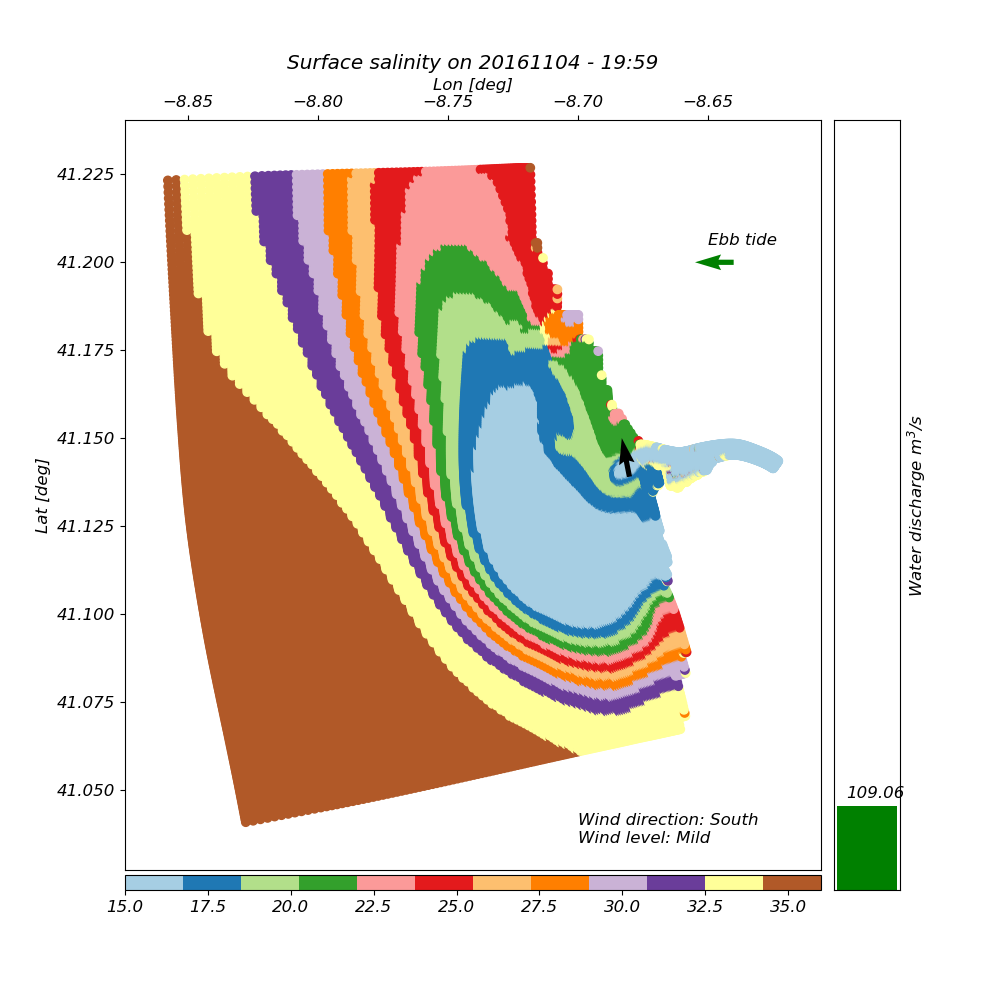 Surface salinity on 20161104 - 19:59
Lon [deg]
−8.85 −8.80 −8.75 −8.70 −8.65
41.225
41.200
41.175
41.150
41.125
41.100
41.075
41.050
Lat [deg]
Ebb tide
Wind direction: South
Wind level: Mild
Water discharge m³/s
109.06
15.0 17.5 20.0 22.5 25.0 27.5 30.0 32.5 35.0